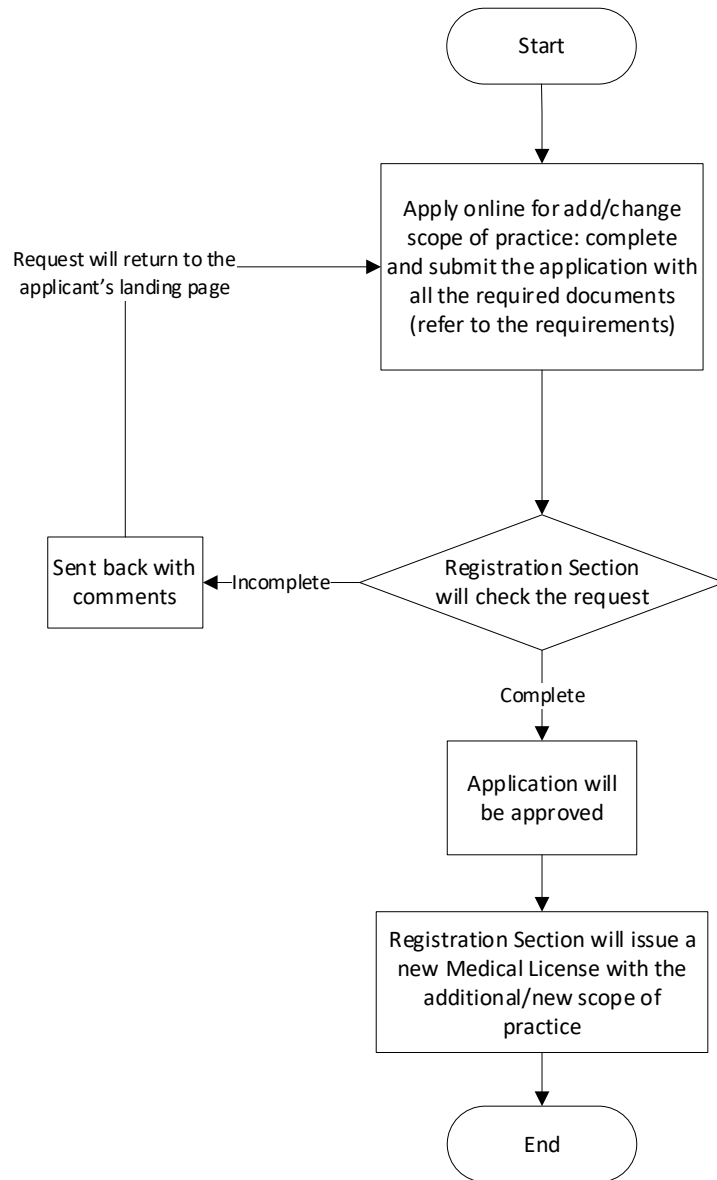 Start
Apply online for add/change
scope of practice: complete
and submit the application with
all the required documents
(refer to the requirements)
Request will return to the
applicant’s landing page
Registration Section
will check the request
Incomplete
Sent back with
comments
Complete
Application will
be approved
Registration Section will issue a
new Medical License with the
additional/new scope of
practice
End